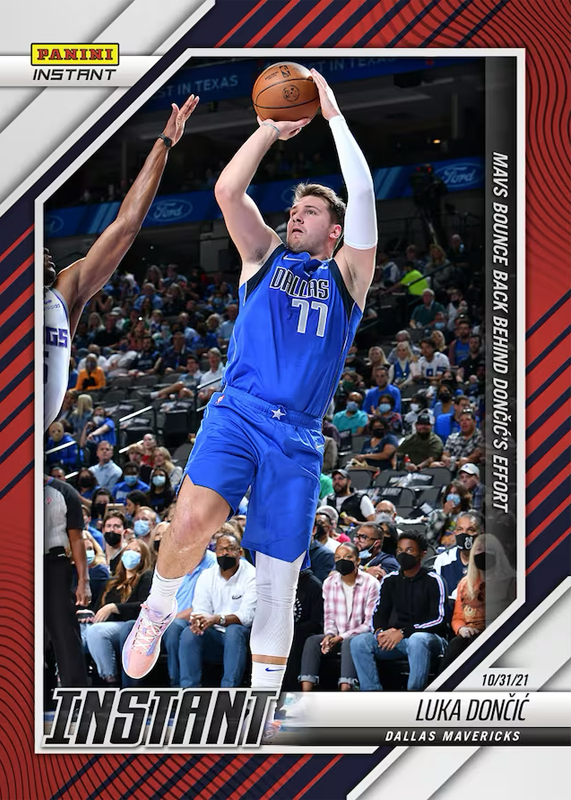 PANINI
INSTANT
ST IN TEXAS
Ford
Ford
MAVS BOUNCE BACK BEHIND DONČIĆ'S EFFORT
GS
DALLAS
77
10/31/21
INSTANT
LUKA DONČIĆ
DALLAS MAVERICKS